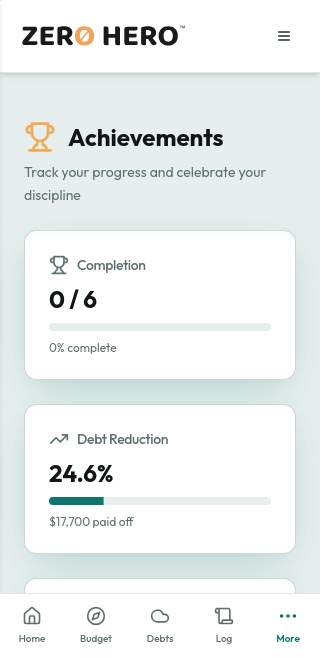 ZERO HERO™
Achievements
Track your progress and celebrate your
discipline
Completion
0 / 6
0% complete
Debt Reduction
24.6%
$17,700 paid off
Home
Budget
Debts
Log
More